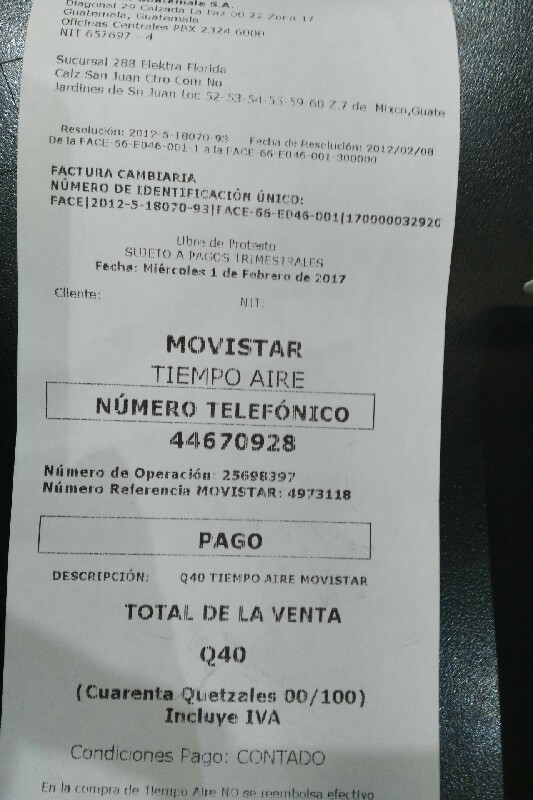 Guatemala S.A.
Diagonal 29 Calzada La Paz 00-22 Zona 17
Guatemala, Guatemala
Oficinas Centrales PBX 2324 6000
NIT 657697 - 4
Sucursal 288 Elektra Florida
Calz San Juan Ctro Com No
Jardines de Sn Juan Loc 52-53-54-55-59-60 Z.7 de Mixco,Guate
Resolución: 2012-5-18070-93 Fecha de Resolución: 2012/02/08
De la FACE-66-E046-001-1 a la FACE-66-E046-001-300000
FACTURA CAMBIARIA
NÚMERO DE IDENTIFICACIÓN ÚNICO:
FACE|2012-5-18070-93|FACE-66-E046-001|17000003292
Libre de Protesto
SUJETO A PAGOS TRIMESTRALES
Fecha: Miércoles 1 de Febrero de 2017
Cliente: NIT:
MOVISTAR
TIEMPO AIRE
NÚMERO TELEFÓNICO
44670928
Número de Operación: 25698397
Número Referencia MOVISTAR: 4973118
PAGO
DESCRIPCIÓN: Q40 TIEMPO AIRE MOVISTAR
TOTAL DE LA VENTA
Q40
(Cuarenta Quetzales 00/100)
Incluye IVA
Condiciones Pago: CONTADO
En la compra de Tiempo Aire NO se reembolsa efectivo